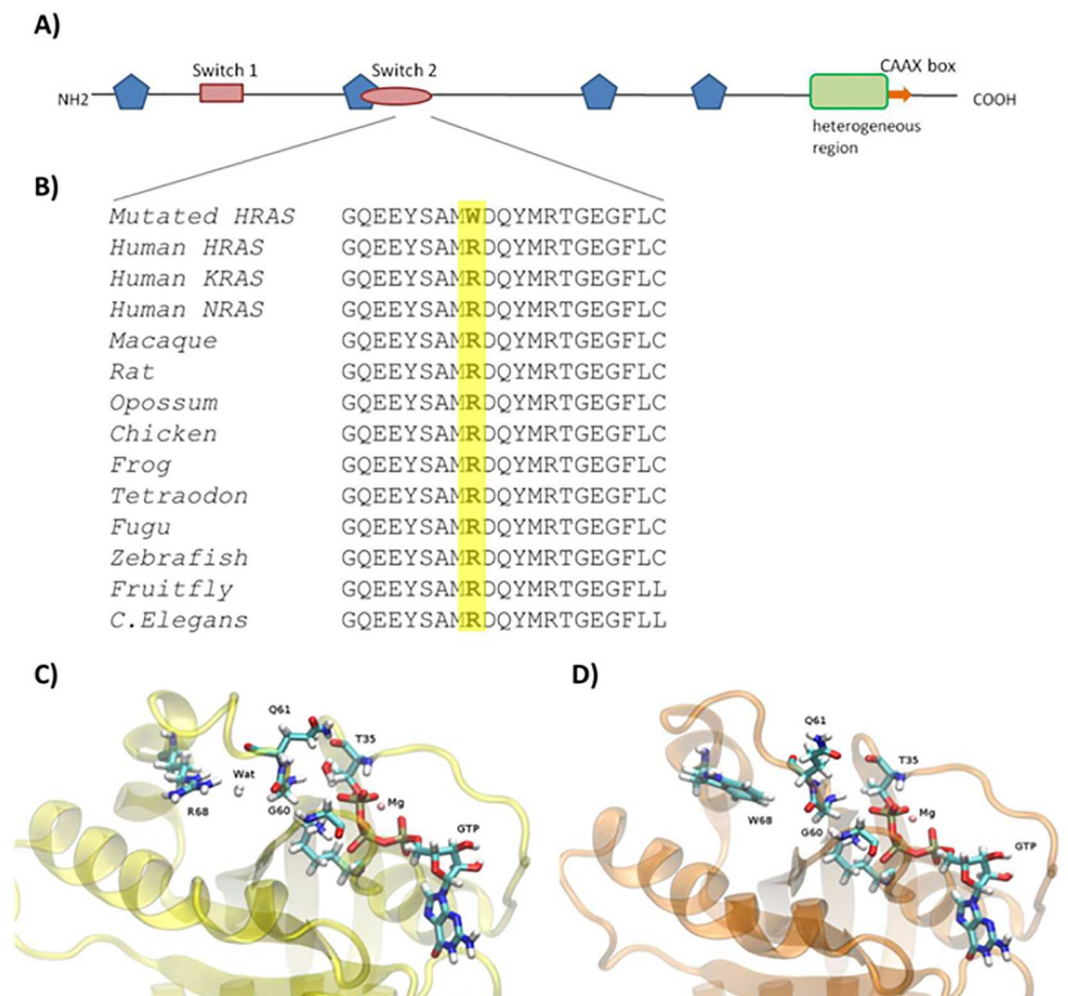 A)
Switch 1
Switch 2
CAAX box
NH2
COOH
heterogeneous
region
B)
Mutated HRAS GQEEYSAMWDQYMRTGEGFLC
Human HRAS GQEEYSAMRDQYMRTGEGFLC
Human KRAS GQEEYSAMRDQYMRTGEGFLC
Human NRAS GQEEYSAMRDQYMRTGEGFLC
Macaque GQEEYSAMRDQYMRTGEGFLC
Rat GQEEYSAMRDQYMRTGEGFLC
Opossum GQEEYSAMRDQYMRTGEGFLC
Chicken GQEEYSAMRDQYMRTGEGFLC
Frog GQEEYSAMRDQYMRTGEGFLC
Tetraodon GQEEYSAMRDQYMRTGEGFLC
Fugu GQEEYSAMRDQYMRTGEGFLC
Zebrafish GQEEYSAMRDQYMRTGEGFLC
Fruitfly GQEEYSAMRDQYMRTGEGFLL
C.Elegans GQEEYSAMRDQYMRTGEGFLL
C)
Q61
T35
Wat
R68
G60
Mg
GTP
D)
Q61
T35
W68
G60
Mg
GTP